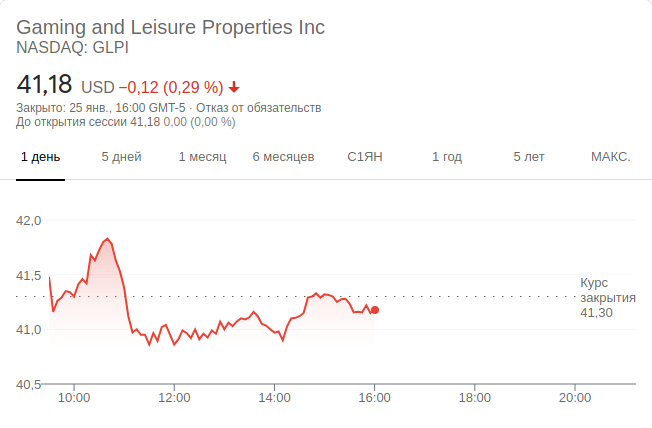 Gaming and Leisure Properties Inc
NASDAQ: GLPI
41,18 USD −0,12 (0,29 %)
Закрыто: 25 янв., 16:00 GMT-5 · Отказ от обязательств
До открытия сессии 41,18 0,00 (0,00 %)
1 день 5 дней 1 месяц 6 месяцев С1ЯН 1 год 5 лет МАКС.
42,0
41,5
Курс
закрытия
41,30
41,0
40,5
10:00 12:00 14:00 16:00 18:00 20:00